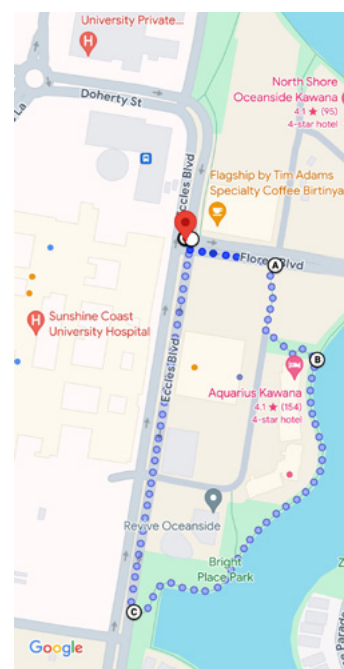 University Private...
H
Doherty St
La
North Shore
Oceanside Kawana
4.1 ★ (95)
4-star hotel
Eccles Blvd
Flagship by Tim Adams
Specialty Coffee Birtinya
A
Blvd
H
Sunshine Coast
University Hospital
Eccles Blvd
B
Aquarius Kawana
4.1 ★ (154)
4-star hotel
Revive Oceanside
Bright
Place Park
C
Z
Parade
Google